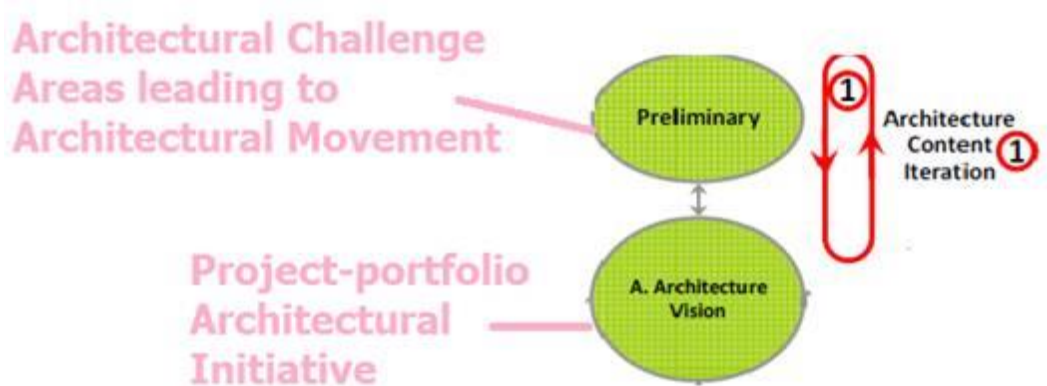 Architectural Challenge
Areas leading to
Architectural Movement
Preliminary
1
Architecture
Content 1
Iteration
Project-portfolio
Architectural
Initiative
A. Architecture
Vision